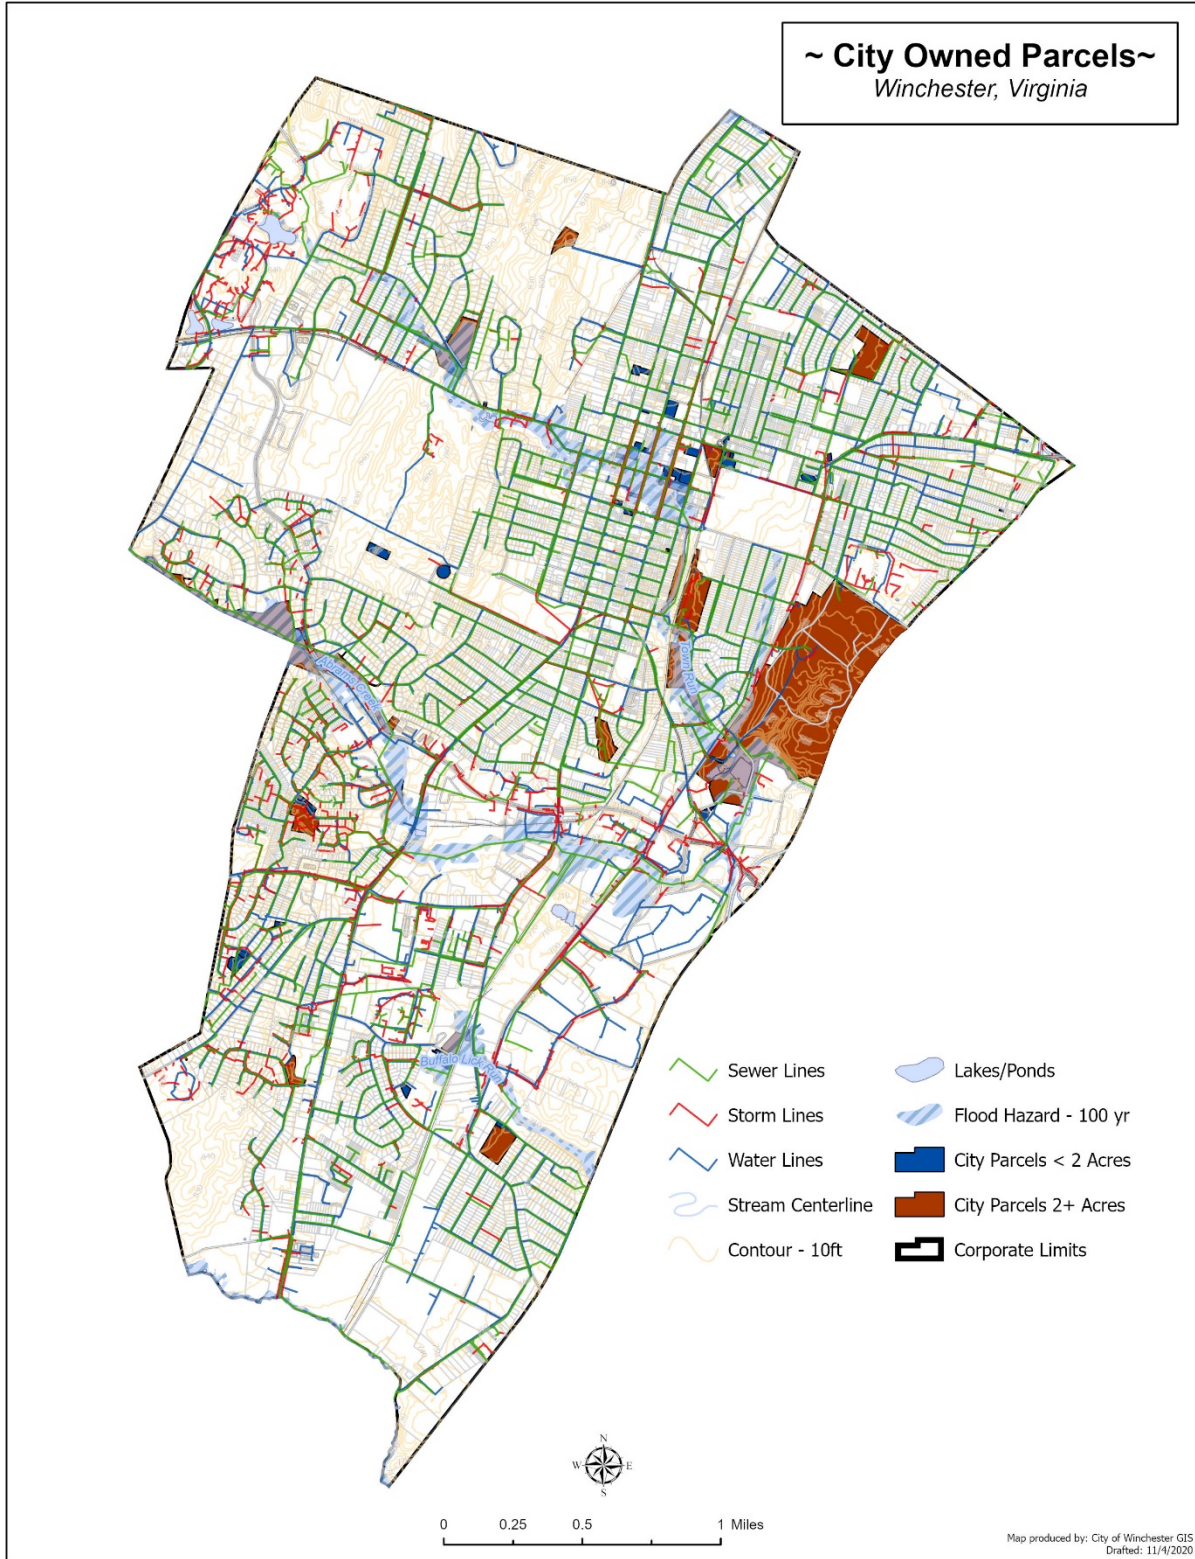 ~ City Owned Parcels~
Winchester, Virginia
Abrams Creek
Town Run
Buffalo Lick Run
Sewer Lines
Storm Lines
Water Lines
Stream Centerline
Contour - 10ft
Lakes/Ponds
Flood Hazard - 100 yr
City Parcels < 2 Acres
City Parcels 2+ Acres
Corporate Limits
N
W
E
S
0 0.25 0.5 1 Miles
Map produced by: City of Winchester GIS
Drafted: 11/4/2020